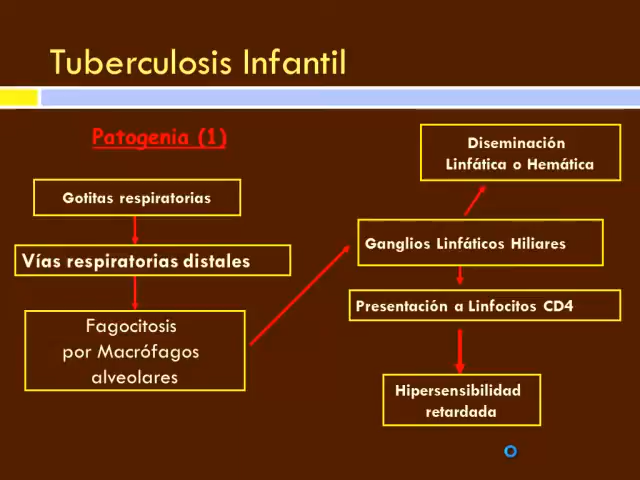 Tuberculosis Infantil
Patogenia (1)
Gotitas respiratorias
Vías respiratorias distales
Fagocitosis
por Macrófagos
alveolares
Diseminación
Linfática o Hemática
Ganglios Linfáticos Hiliares
Presentación a Linfocitos CD4
Hipersensibilidad
retardada